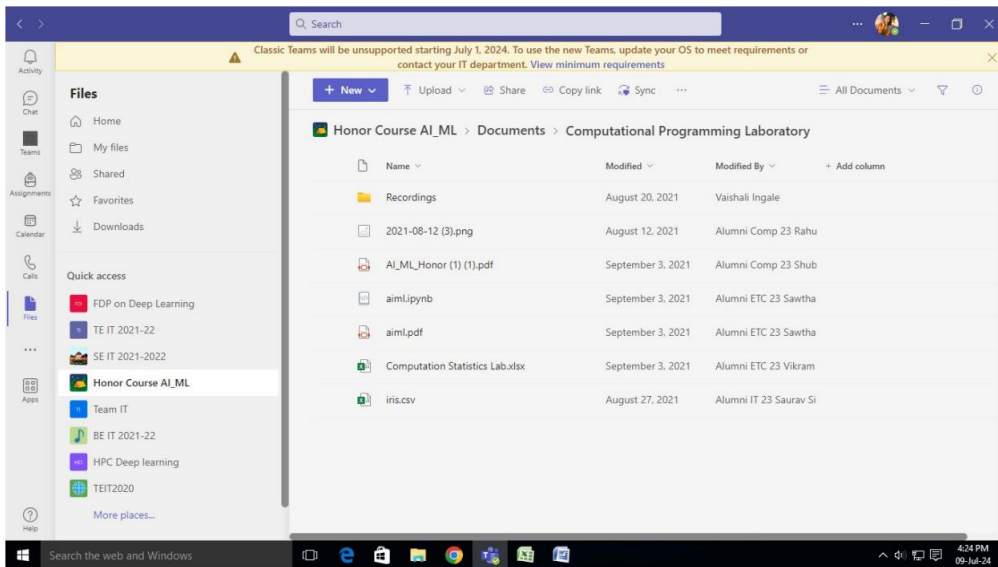 Search
Classic Teams will be unsupported starting July 1, 2024. To use the new Teams, update your OS to meet requirements or
contact your IT department. View minimum requirements
Activity
Chat
Teams
Assignments
Calendar
Calls
Files
...
Apps
Help
Files
Home
My files
Shared
Favorites
Downloads
Quick access
FDP on Deep Learning
TE IT 2021-22
SE IT 2021-2022
Honor Course AI_ML
Team IT
BE IT 2021-22
HPC Deep learning
TEIT2020
More places...
+ New Upload Share Copy link Sync ... All Documents
Honor Course AI_ML > Documents > Computational Programming Laboratory
Name Modified Modified By + Add column
Recordings August 20, 2021 Vaishali Ingale
2021-08-12 (3).png August 12, 2021 Alumni Comp 23 Rahu
AI_ML_Honor (1) (1).pdf September 3, 2021 Alumni Comp 23 Shub
aiml.ipynb September 3, 2021 Alumni ETC 23 Sawtha
aiml.pdf September 3, 2021 Alumni ETC 23 Sawtha
Computation Statistics Lab.xlsx September 3, 2021 Alumni ETC 23 Vikram
iris.csv August 27, 2021 Alumni IT 23 Saurav Si
Search the web and Windows
4:24 PM
09-Jul-24